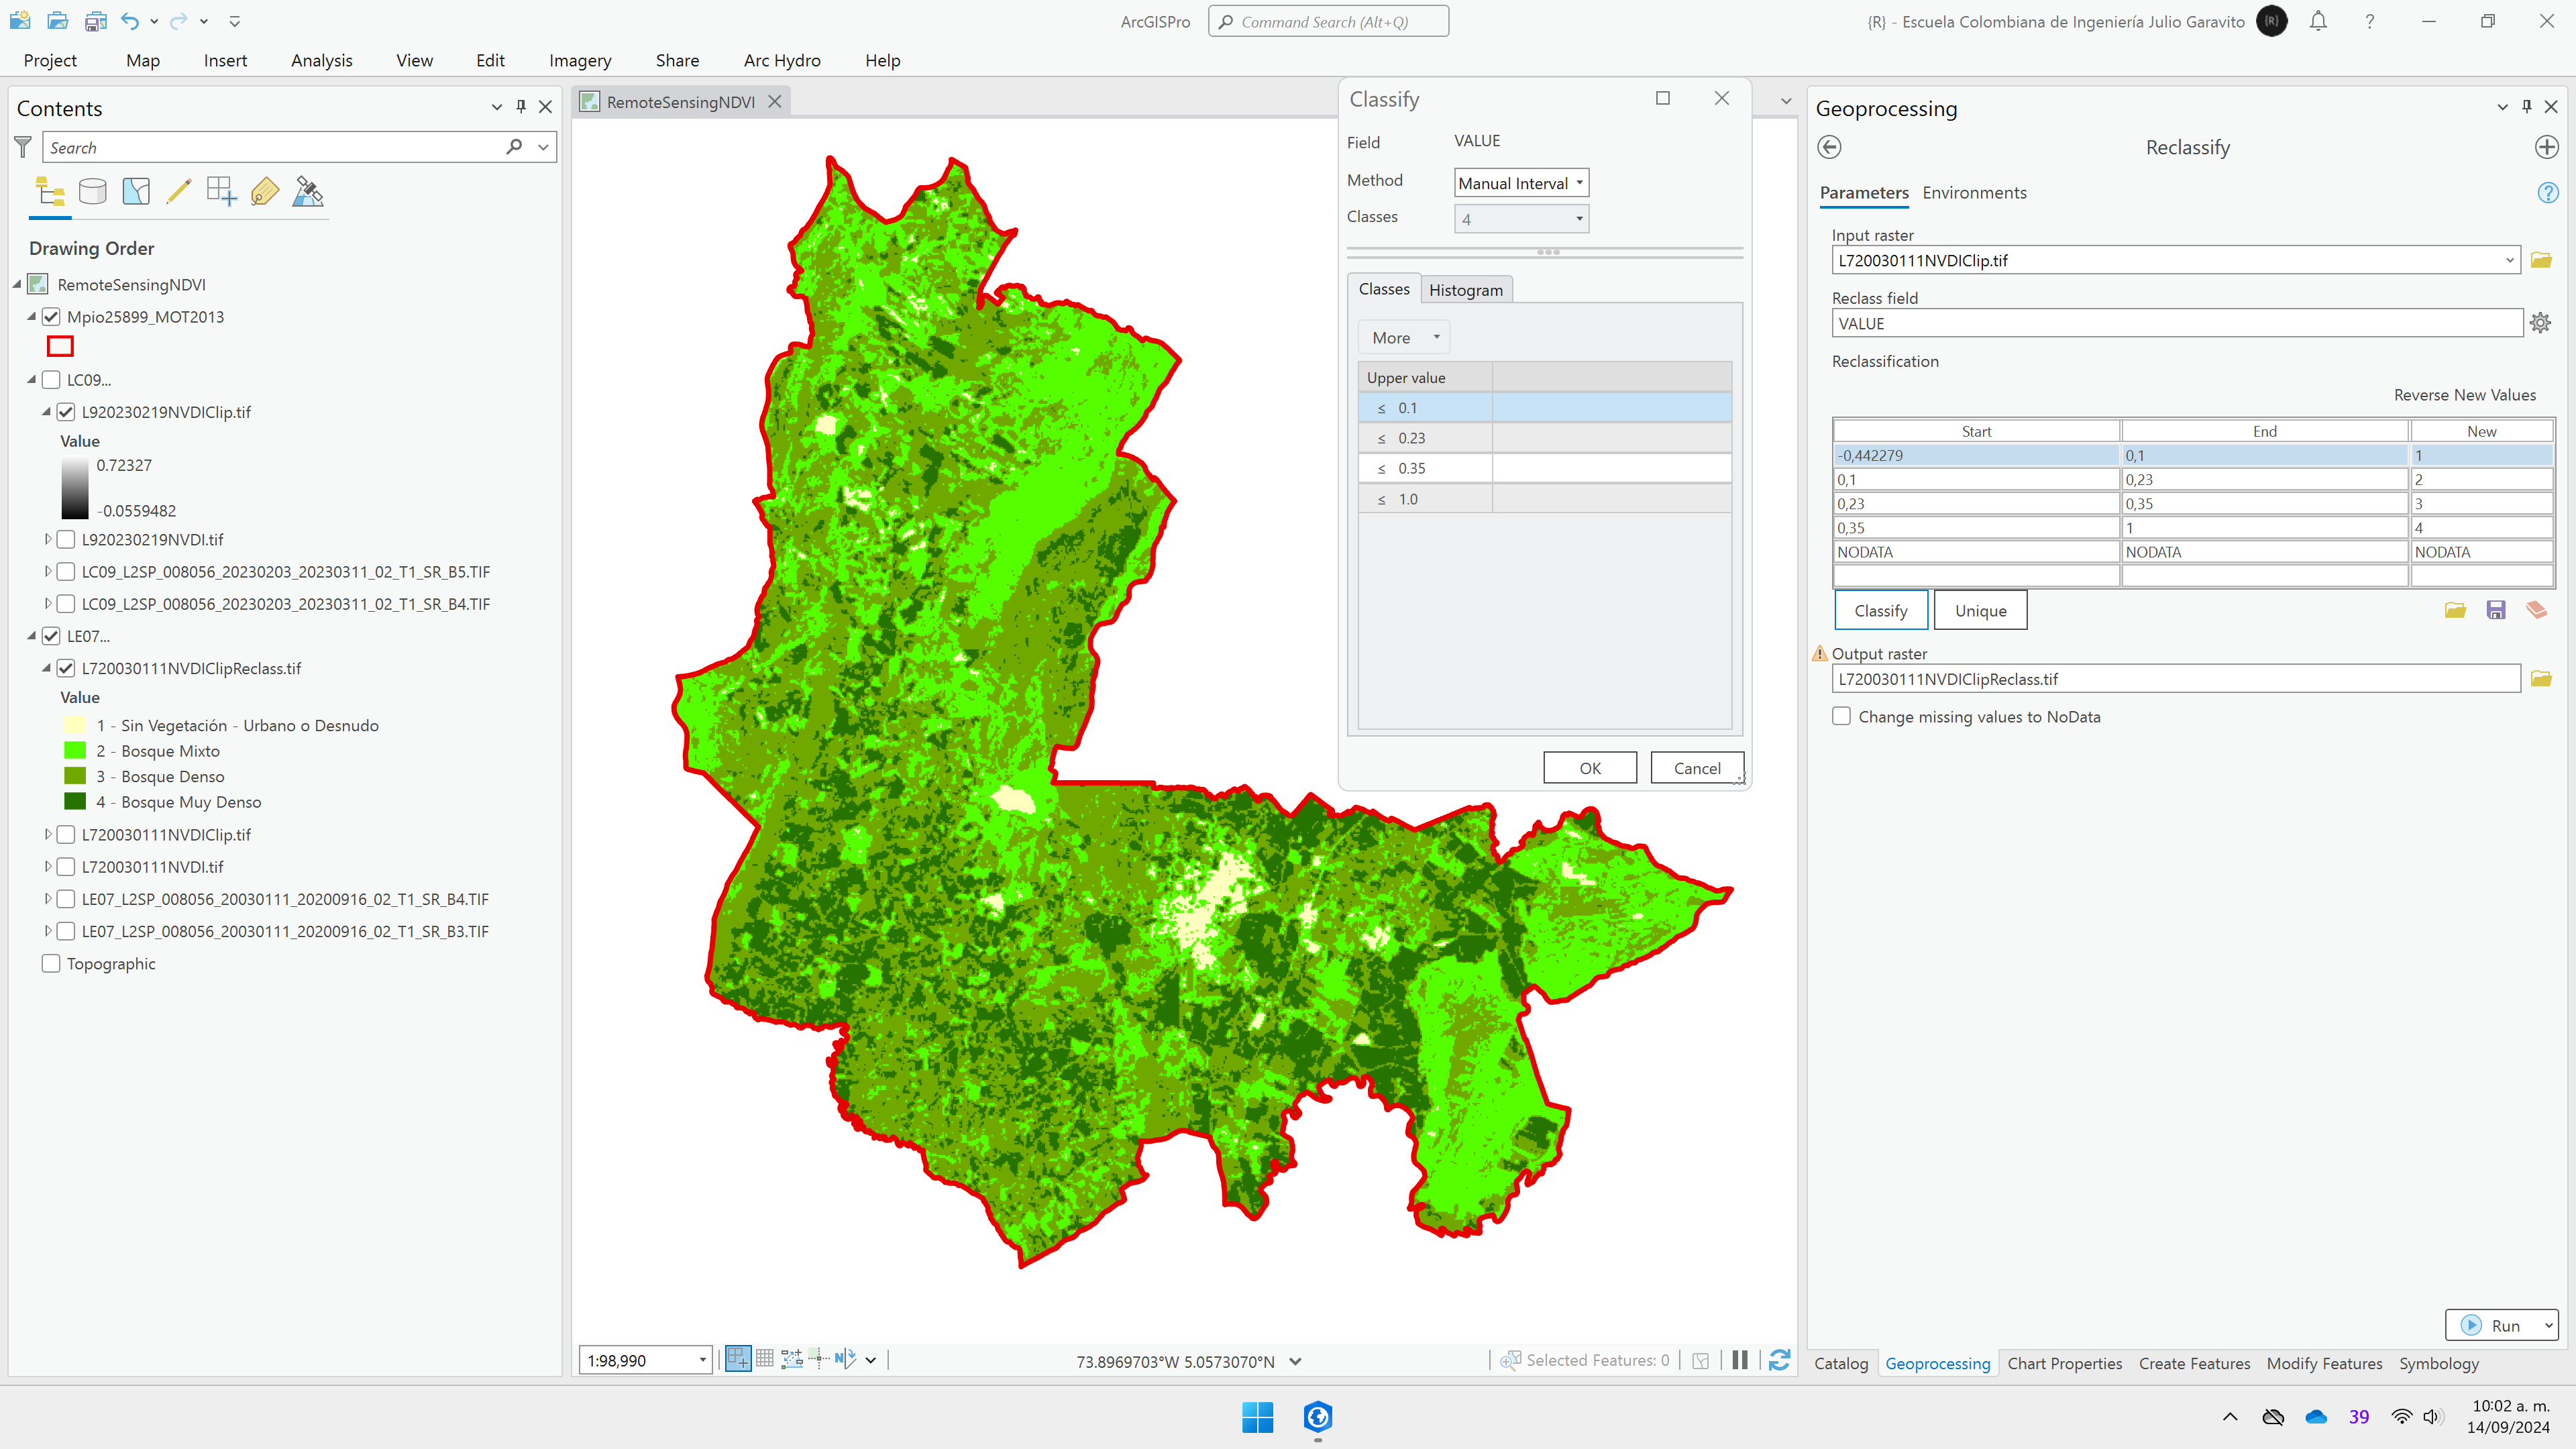 ArcGISPro
Command Search (Alt+Q)
{R} - Escuela Colombiana de Ingeniería Julio Garavito
{R}
?
Project Map Insert Analysis View Edit Imagery Share Arc Hydro Help
Contents
Search
Drawing Order
RemoteSensingNDVI
Mpio25899_MOT2013
LC09...
L920230219NVDIClip.tif
Value
0.72327
-0.0559482
L920230219NVDI.tif
LC09_L2SP_008056_20230203_20230311_02_T1_SR_B5.TIF
LC09_L2SP_008056_20230203_20230311_02_T1_SR_B4.TIF
LE07...
L720030111NVDIClipReclass.tif
Value
1 - Sin Vegetación - Urbano o Desnudo
2 - Bosque Mixto
3 - Bosque Denso
4 - Bosque Muy Denso
L720030111NVDIClip.tif
L720030111NVDI.tif
LE07_L2SP_008056_20030111_20200916_02_T1_SR_B4.TIF
LE07_L2SP_008056_20030111_20200916_02_T1_SR_B3.TIF
Topographic
RemoteSensingNDVI
Classify
Field VALUE
Method Manual Interval
Classes 4
Classes Histogram
More
Upper value
≤ 0.1
≤ 0.23
≤ 0.35
≤ 1.0
OK Cancel
1:98,990
N
73.8969703°W 5.0573070°N
Selected Features: 0
Geoprocessing
Reclassify
Parameters Environments
?
Input raster
L720030111NVDIClip.tif
Reclass field
VALUE
Reclassification
Reverse New Values
Start End New
-0,442279 0,1 1
0,1 0,23 2
0,23 0,35 3
0,35 1 4
NODATA NODATA NODATA
Classify Unique
Output raster
L720030111NVDIClipReclass.tif
Change missing values to NoData
Run
Catalog Geoprocessing Chart Properties Create Features Modify Features Symbology
39
10:02 a. m.
14/09/2024